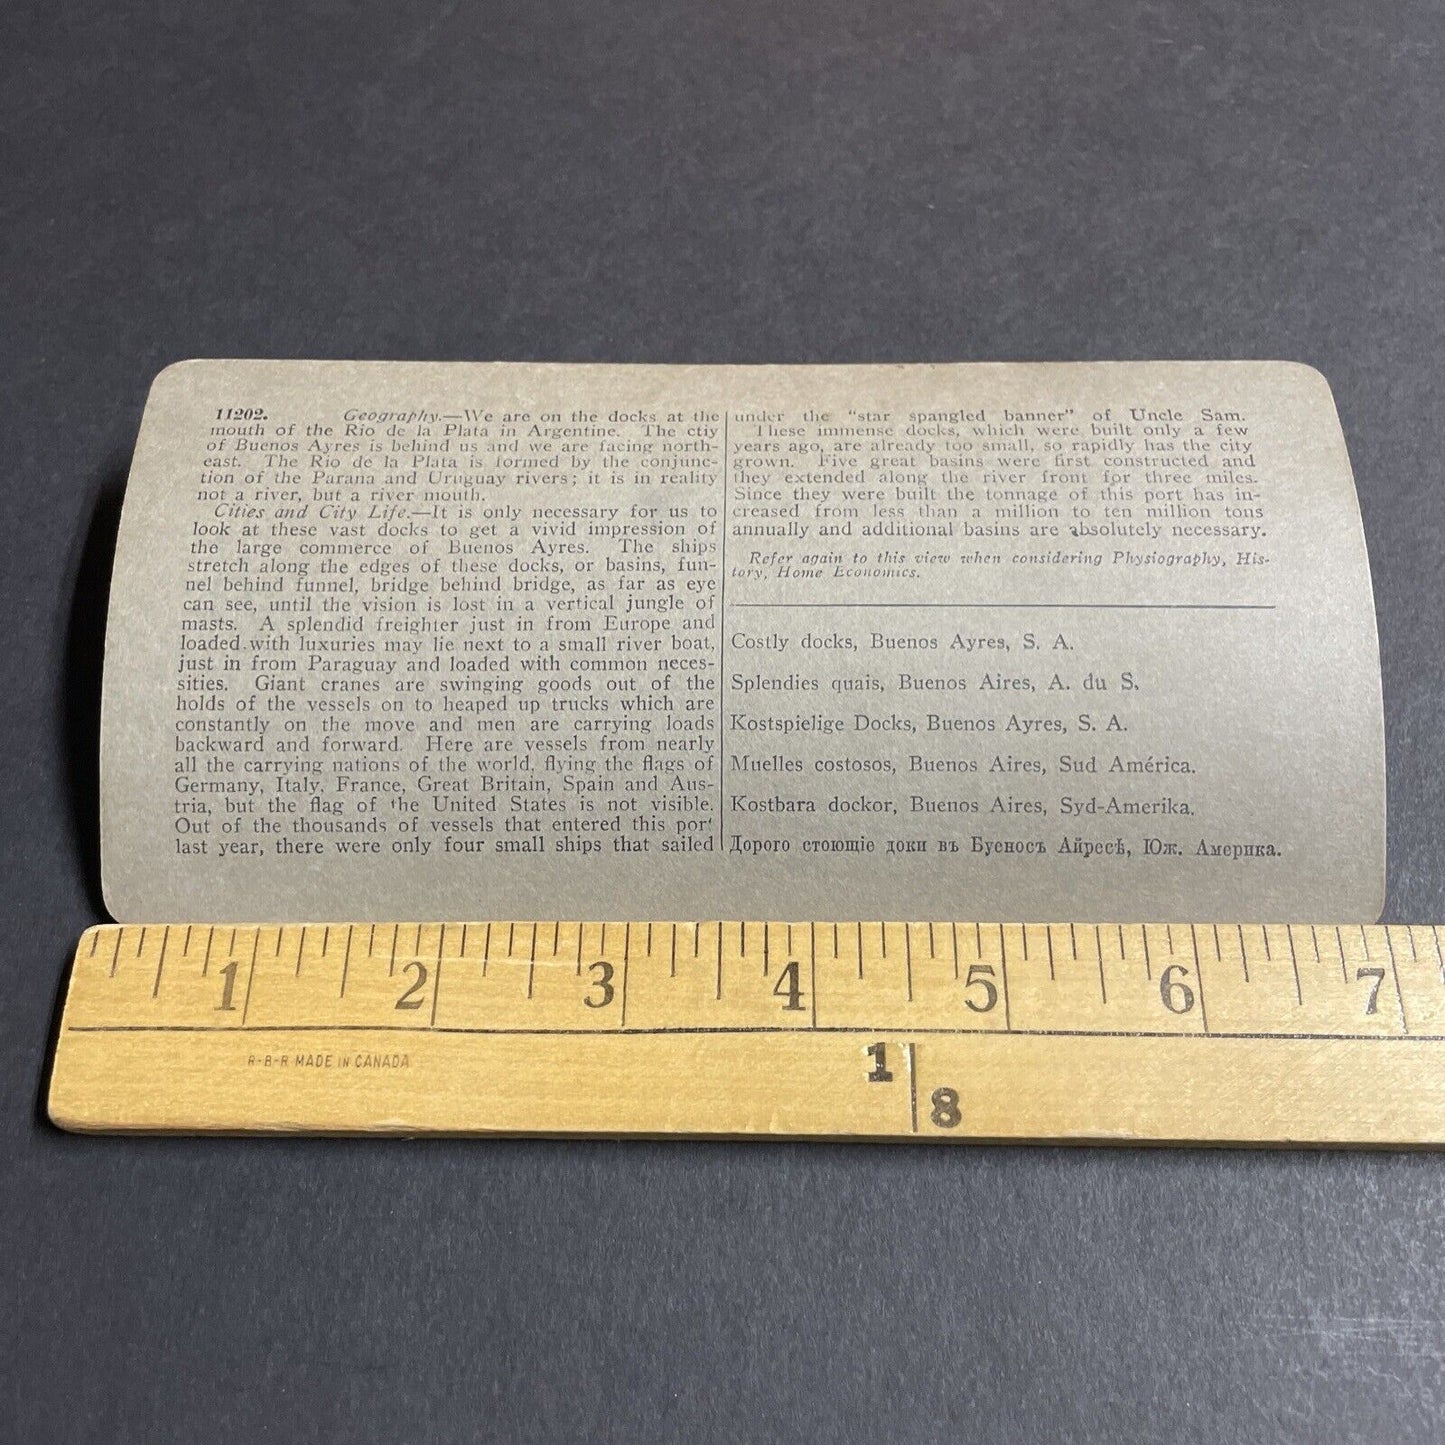 11202. Geography.—We are on the docks at the
mouth of the Rio de la Plata in Argentine. The ctiy
of Buenos Ayres is behind us and we are facing north-
east. The Rio de la Plata is formed by the conjunc-
tion of the Parana and Uruguay rivers; it is in reality
not a river, but a river mouth.
Cities and City Life.—It is only necessary for us to
look at these vast docks to get a vivid impression of
the large commerce of Buenos Ayres. The ships
stretch along the edges of these docks, or basins, fun-
nel behind funnel, bridge behind bridge, as far as eye
can see, until the vision is lost in a vertical jungle of
masts. A splendid freighter just in from Europe and
loaded with luxuries may lie next to a small river boat,
just in from Paraguay and loaded with common neces-
sities. Giant cranes are swinging goods out of the
holds of the vessels on to heaped up trucks which are
constantly on the move and men are carrying loads
backward and forward. Here are vessels from nearly
all the carrying nations of the world, flying the flags of
Germany, Italy, France, Great Britain, Spain and Aus-
tria, but the flag of the United States is not visible.
Out of the thousands of vessels that entered this port
last year, there were only four small ships that sailed
under the "star spangled banner" of Uncle Sam.
These immense docks, which were built only a few
years ago, are already too small, so rapidly has the city
grown. Five great basins were first constructed and
they extended along the river front for three miles.
Since they were built the tonnage of this port has in-
creased from less than a million to ten million tons
annually and additional basins are absolutely necessary.
Refer again to this view when considering Physiography, His-
tory, Home Economics.
Costly docks, Buenos Ayres, S. A.
Splendies quais, Buenos Aires, A. du S.
Kostspielige Docks, Buenos Ayres, S. A.
Muelles costosos, Buenos Aires, Sud América.
Kostbara dockor, Buenos Aires, Syd-Amerika.
Дорого стоющіе доки въ Буеносъ Айресѣ, Юж. Америка.
1 2 3 4 5 6 7
R-B-R MADE IN CANADA
1
8